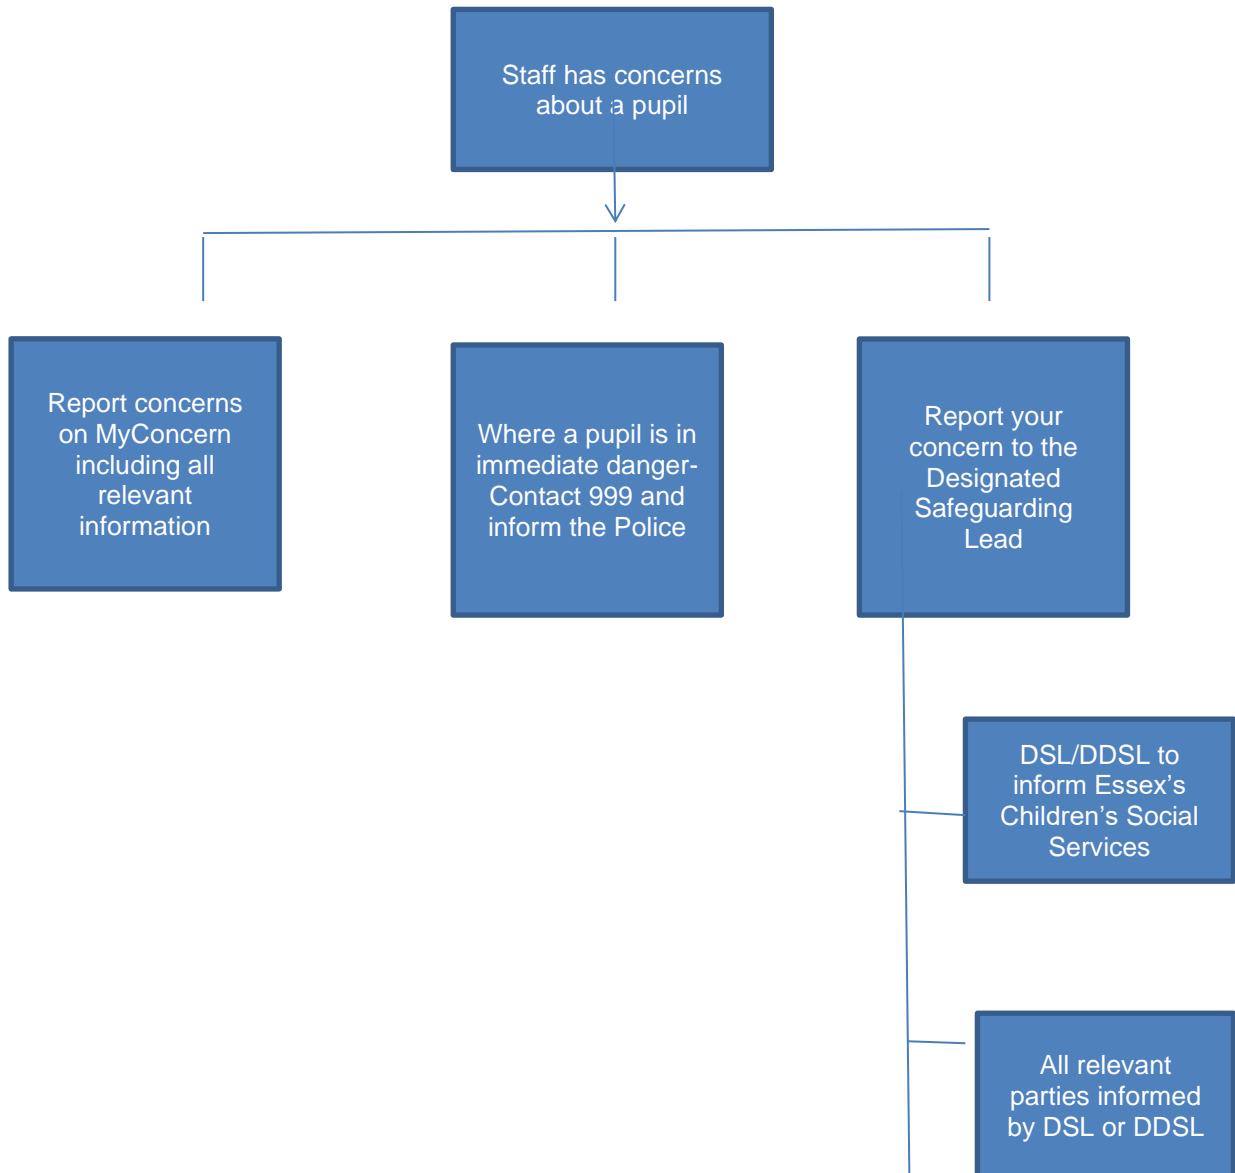 Staff has concerns
about a pupil
Report concerns
on MyConcern
including all
relevant
information
Where a pupil is in
immediate danger-
Contact 999 and
inform the Police
Report your
concern to the
Designated
Safeguarding
Lead
DSL/DDSL to
inform Essex’s
Children’s Social
Services
All relevant
parties informed
by DSL or DDSL